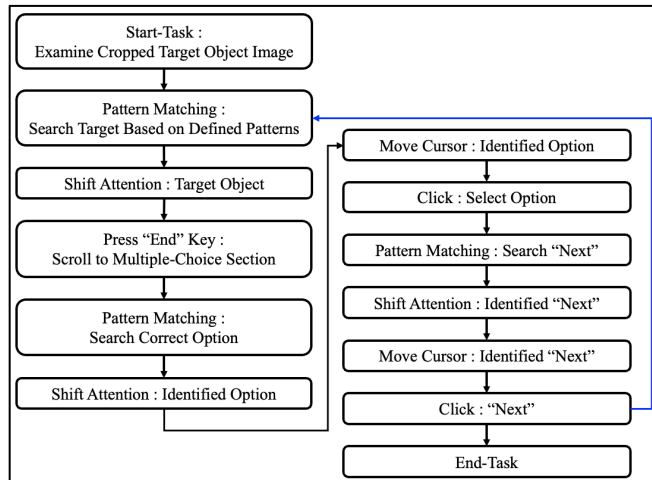 Start-Task :
Examine Cropped Target Object Image
Pattern Matching :
Search Target Based on Defined Patterns
Shift Attention : Target Object
Press “End” Key :
Scroll to Multiple-Choice Section
Pattern Matching :
Search Correct Option
Shift Attention : Identified Option
Move Cursor : Identified Option
Click : Select Option
Pattern Matching : Search “Next”
Shift Attention : Identified “Next”
Move Cursor : Identified “Next”
Click : “Next”
End-Task